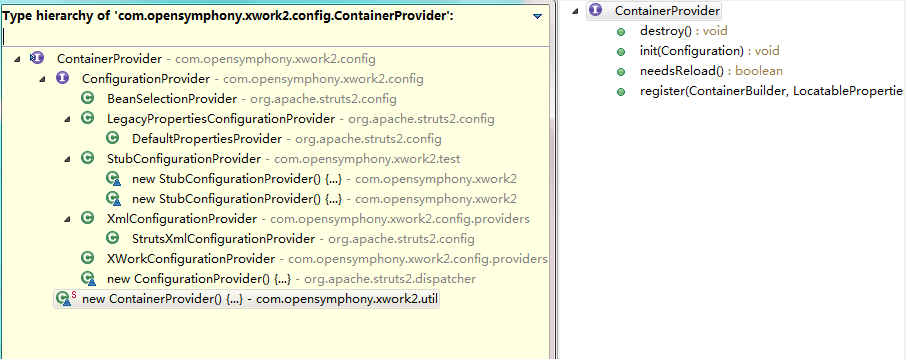 Type hierarchy of 'com.opensymphony.xwork2.config.ContainerProvider':
ContainerProvider - com.opensymphony.xwork2.config
ConfigurationProvider - com.opensymphony.xwork2.config
BeanSelectionProvider - org.apache.struts2.config
LegacyPropertiesConfigurationProvider - org.apache.struts2.config
DefaultPropertiesProvider - org.apache.struts2.config
StubConfigurationProvider - com.opensymphony.xwork2.test
new StubConfigurationProvider() {...} - com.opensymphony.xwork2
new StubConfigurationProvider() {...} - com.opensymphony.xwork2
XmlConfigurationProvider - com.opensymphony.xwork2.config.providers
StrutsXmlConfigurationProvider - org.apache.struts2.config
XWorkConfigurationProvider - com.opensymphony.xwork2.config.providers
new ConfigurationProvider() {...} - org.apache.struts2.dispatcher
new ContainerProvider() {...} - com.opensymphony.xwork2.util
ContainerProvider
destroy() : void
init(Configuration) : void
needsReload() : boolean
register(ContainerBuilder, LocatablePropertie